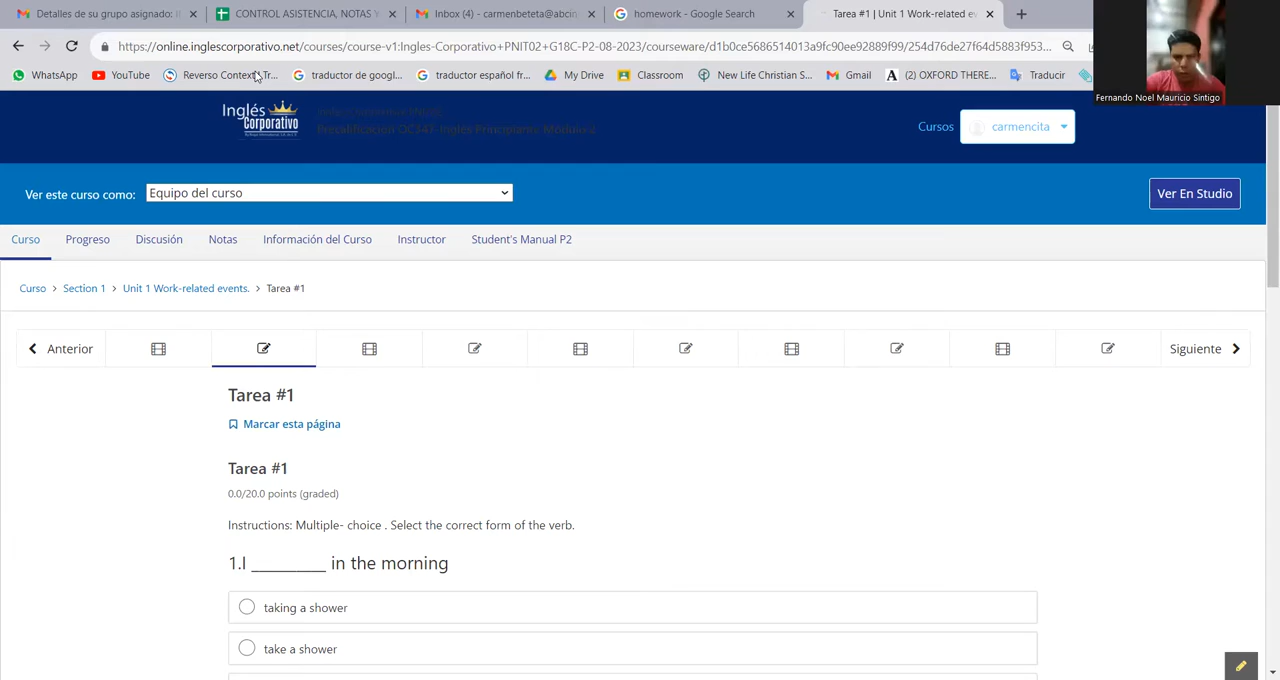 Detalles de su grupo asignado: I
CONTROL ASISTENCIA, NOTAS Y
Inbox (4) - carmenbeteta@abcin
homework - Google Search
Tarea #1 | Unit 1 Work-related ev
https://online.inglescorporativo.net/courses/course-v1:Ingles-Corporativo+PNIT02+G18C-P2-08-2023/courseware/d1b0ce5686514013a9fc90ee92889f99/254d76de27f64d5883f953...
WhatsApp
YouTube
Reverso Context | Tr...
traductor de googl...
traductor español fr...
My Drive
Classroom
New Life Christian S...
Gmail
(2) OXFORD THERE...
Traducir
Fernando Noel Mauricio Sintigo
Inglés
Corporativo
Cursos
carmencita
Ver este curso como:
Equipo del curso
Ver En Studio
Curso
Progreso
Discusión
Notas
Información del Curso
Instructor
Student's Manual P2
Curso > Section 1 > Unit 1 Work-related events. > Tarea #1
Anterior
Siguiente
Tarea #1
Marcar esta página
Tarea #1
0.0/20.0 points (graded)
Instructions: Multiple- choice . Select the correct form of the verb.
1.I _________ in the morning
taking a shower
take a shower